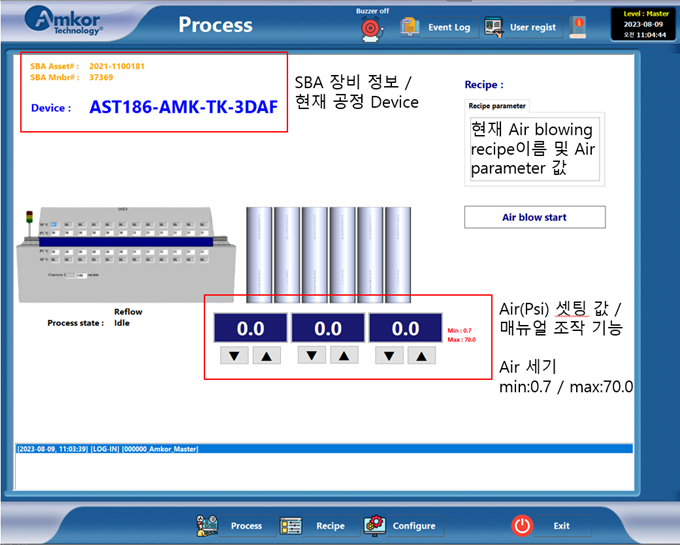 Amkor
Technology®
Process
Buzzer off
Event Log
User regist
Level : Master
2023-08-09
오전 11:04:44
SBA Asset# : 2021-1100181
SBA Mnbr# : 37369
Device : AST186-AMK-TK-3DAF
SBA 장비 정보 /
현재 공정 Device
Recipe :
Recipe parameter
현재 Air blowing
recipe이름 및 Air
parameter 값
Air blow start
Reflow
Process state : Idle
0.0 0.0 0.0
Min : 0.7
Max : 70.0
▼ ▲ ▼ ▲ ▼ ▲
Air(Psi) 셋팅 값 /
매뉴얼 조작 기능
Air 세기
min:0.7 / max:70.0
[2023-08-09, 11:03:39] [LOG-IN] [000000_Amkor_Master]
Process
Recipe
Configure
Exit